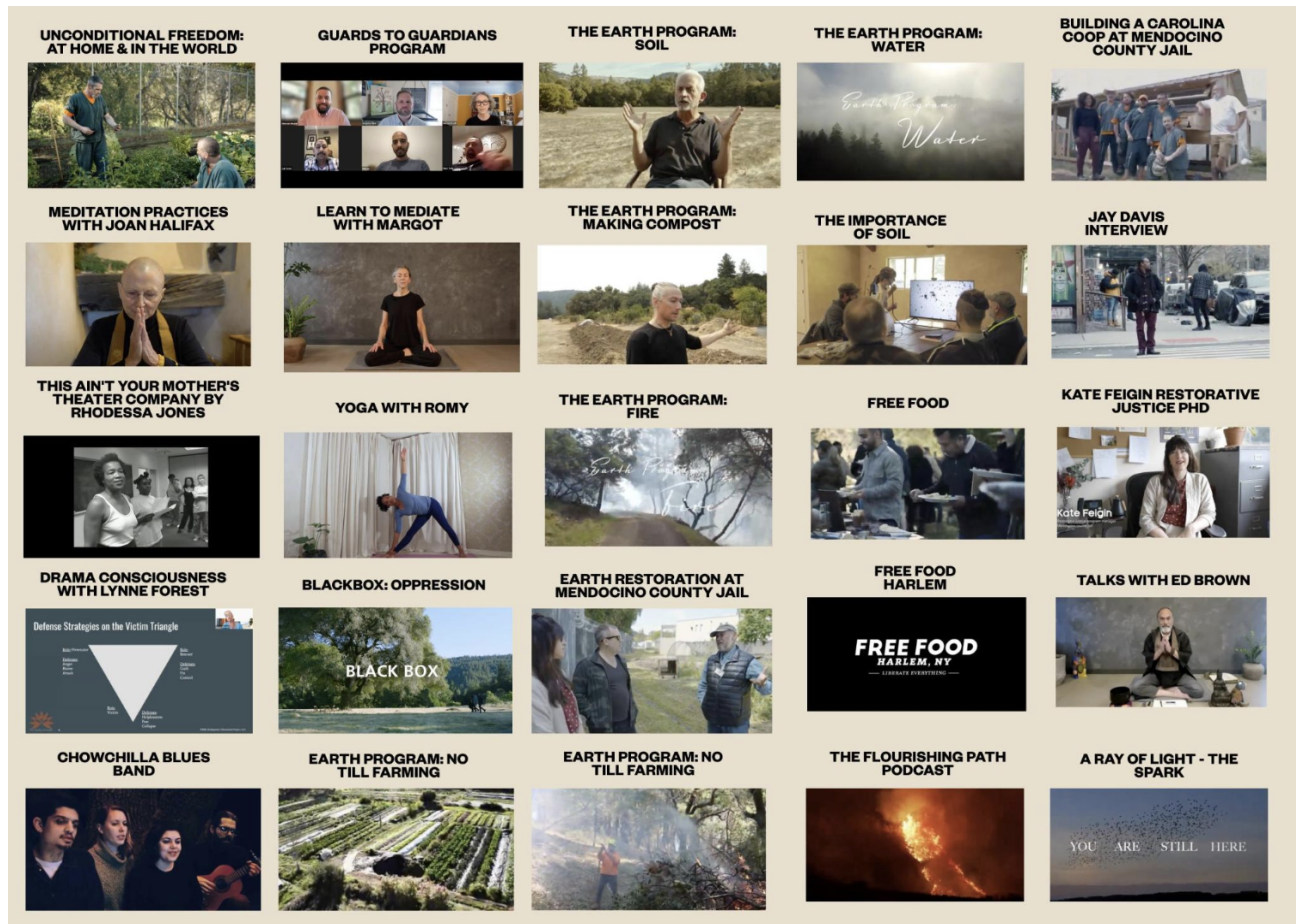 UNCONDITIONAL FREEDOM:
AT HOME & IN THE WORLD
GUARDS TO GUARDIANS
PROGRAM
THE EARTH PROGRAM:
SOIL
THE EARTH PROGRAM:
WATER
Earth Program
Water
BUILDING A CAROLINA
COOP AT MENDOCINO
COUNTY JAIL
MEDITATION PRACTICES
WITH JOAN HALIFAX
LEARN TO MEDIATE
WITH MARGOT
THE EARTH PROGRAM:
MAKING COMPOST
THE IMPORTANCE
OF SOIL
JAY DAVIS
INTERVIEW
THIS AIN'T YOUR MOTHER'S
THEATER COMPANY BY
RHODESSA JONES
YOGA WITH ROMY
THE EARTH PROGRAM:
FIRE
Earth Program
Fire
FREE FOOD
KATE FEIGIN RESTORATIVE
JUSTICE PHD
Kate Feigin
DRAMA CONSCIOUSNESS
WITH LYNNE FOREST
Defense Strategies on the Victim Triangle
BLACKBOX: OPPRESSION
BLACK BOX
EARTH RESTORATION AT
MENDOCINO COUNTY JAIL
FREE FOOD
HARLEM
FREE FOOD
HARLEM, NY
LIBERATE EVERYTHING
TALKS WITH ED BROWN
CHOWCHILLA BLUES
BAND
EARTH PROGRAM: NO
TILL FARMING
EARTH PROGRAM: NO
TILL FARMING
THE FLOURISHING PATH
PODCAST
A RAY OF LIGHT - THE
SPARK
YOU ARE STILL HERE